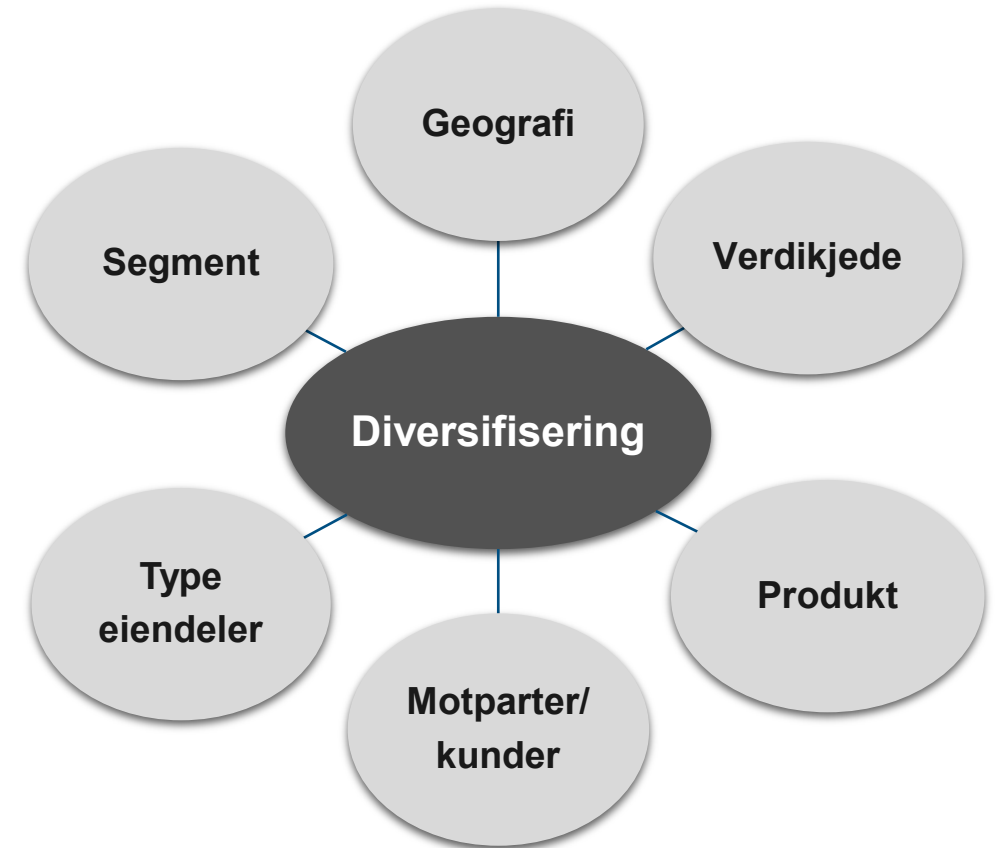 Geografi
Segment
Verdikjede
Diversifisering
Type
eiendeler
Produkt
Motparter/
kunder